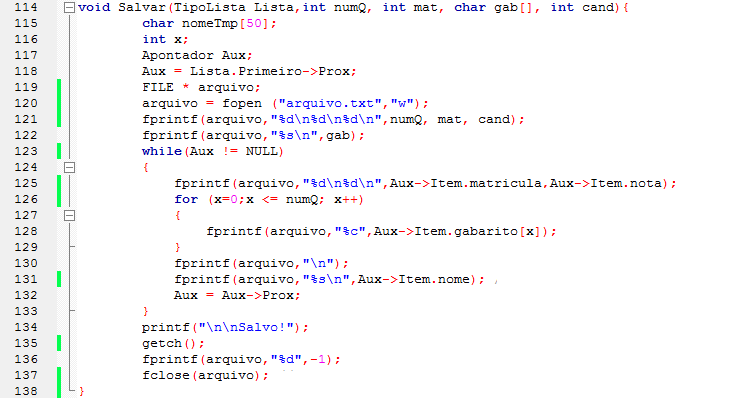 114 void Salvar(TipoLista Lista,int numQ, int mat, char gab[], int cand){
115 char nomeTmp[50];
116 int x;
117 Apontador Aux;
118 Aux = Lista.Primeiro->Prox;
119 FILE * arquivo;
120 arquivo = fopen ("arquivo.txt","w");
121 fprintf(arquivo,"%d\n%d\n%d\n",numQ, mat, cand);
122 fprintf(arquivo,"%s\n",gab);
123 while(Aux != NULL)
124 {
125 fprintf(arquivo,"%d\n%d\n",Aux->Item.matricula,Aux->Item.nota);
126 for (x=0;x <= numQ; x++)
127 {
128 fprintf(arquivo,"%c",Aux->Item.gabarito[x]);
129 }
130 fprintf(arquivo,"\n");
131 fprintf(arquivo,"%s\n",Aux->Item.nome);
132 Aux = Aux->Prox;
133 }
134 printf("\n\nSalvo!");
135 getch();
136 fprintf(arquivo,"%d",-1);
137 fclose(arquivo);
138 }